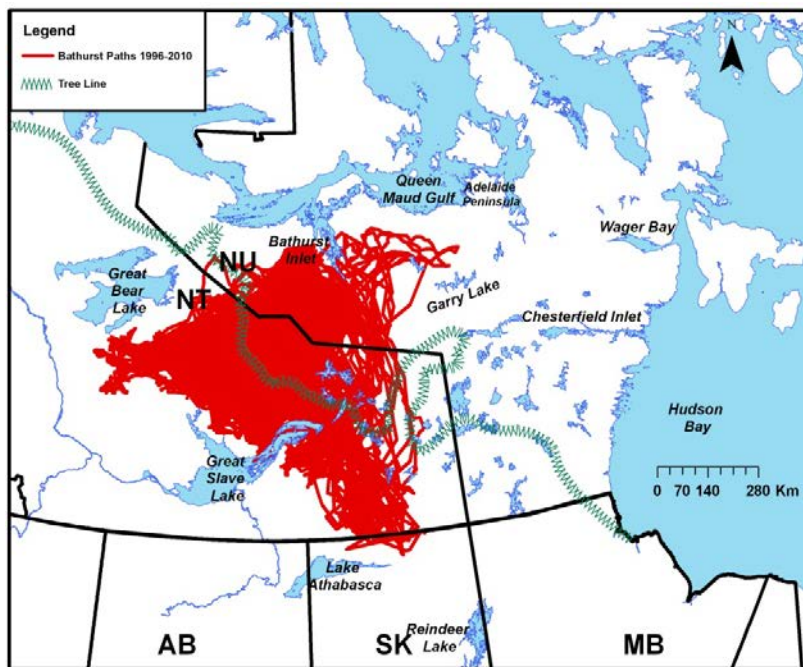 Legend
Bathurst Paths 1996-2010
Tree Line
N
Queen
Maud Gulf
Adelaide
Peninsula
Wager Bay
Bathurst
Inlet
NU
Great
Bear
Lake
NT
Garry Lake
Chesterfield Inlet
Hudson
Bay
0 70 140 280 Km
Great
Slave
Lake
Lake
Athabasca
AB
SK
Reindeer
Lake
MB